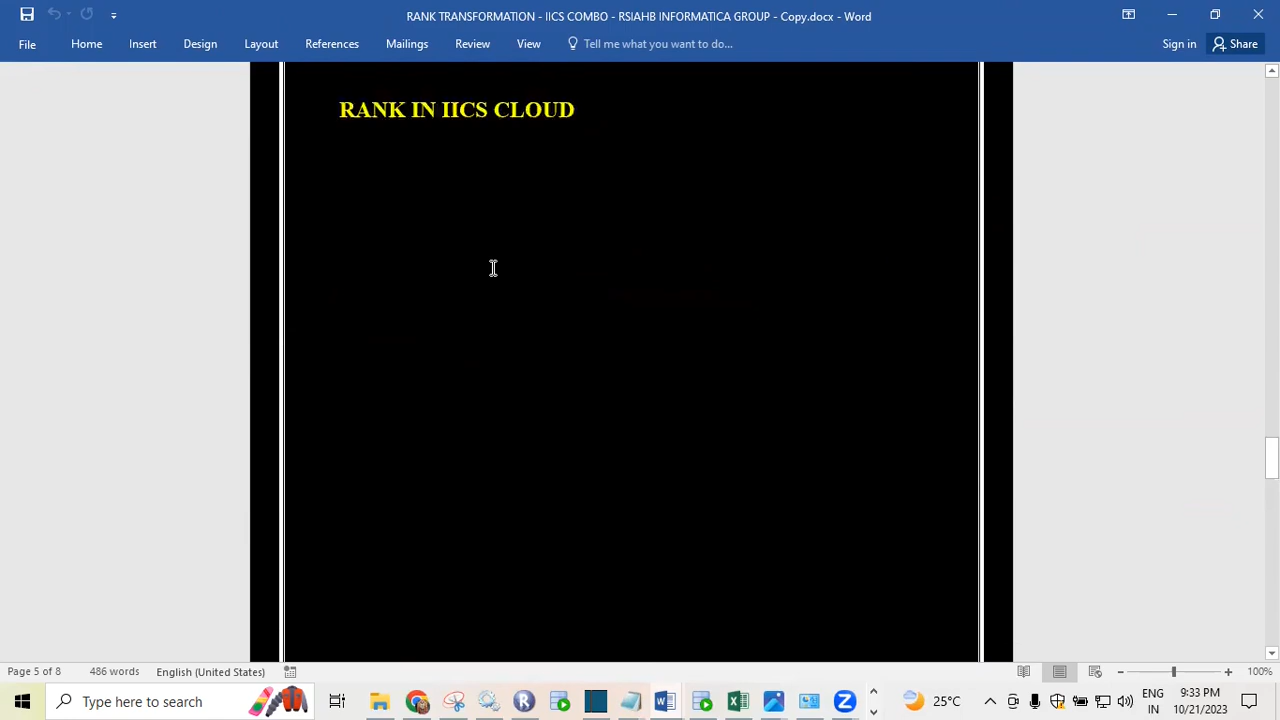 RANK TRANSFORMATION - IICS COMBO - RSIAHB INFORMATICA GROUP - Copy.docx - Word
File Home Insert Design Layout References Mailings Review View Tell me what you want to do... Sign in Share
RANK IN IICS CLOUD
Page 5 of 8 486 words English (United States) 100%
Type here to search 25°C ENG 9:33 PM
IN 10/21/2023